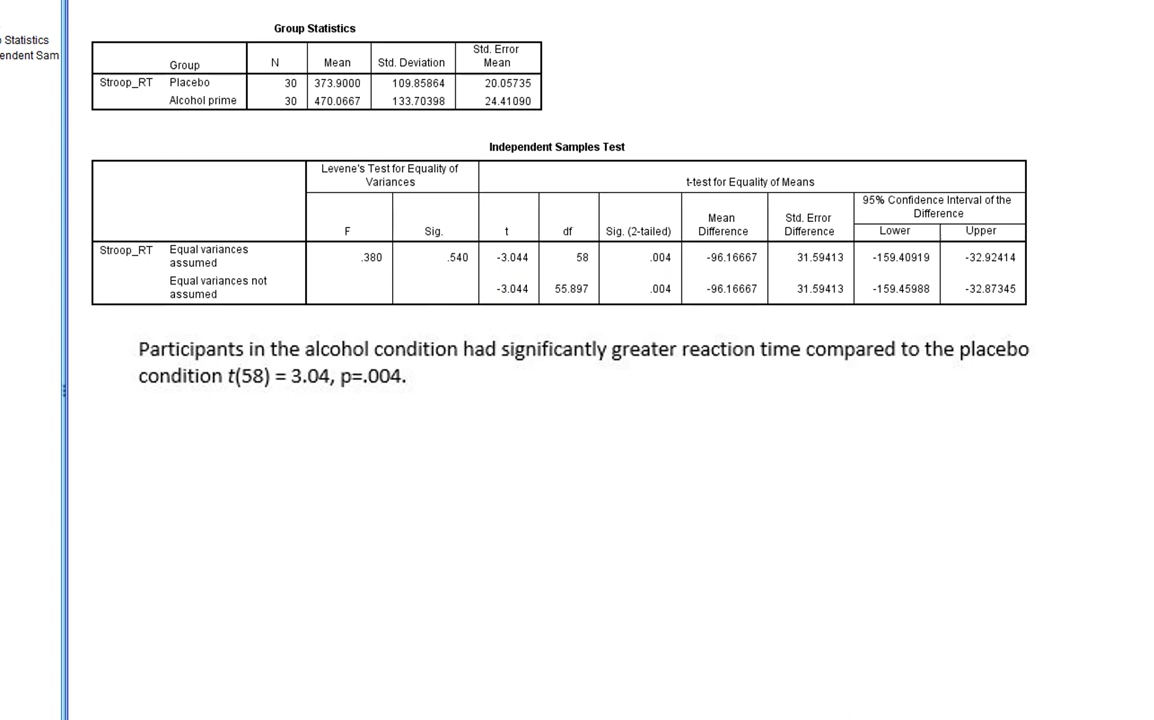 Statistics
endent Sam
Group Statistics
Group N Mean Std. Deviation Std. Error Mean
Stroop_RT Placebo 30 373.9000 109.85864 20.05735
Alcohol prime 30 470.0667 133.70398 24.41090
Independent Samples Test
Levene's Test for Equality of Variances
t-test for Equality of Means
95% Confidence Interval of the Difference
F Sig. t df Sig. (2-tailed) Mean Difference Std. Error Difference Lower Upper
Stroop_RT Equal variances assumed .380 .540 -3.044 58 .004 -96.16667 31.59413 -159.40919 -32.92414
Equal variances not assumed -3.044 55.897 .004 -96.16667 31.59413 -159.45988 -32.87345
Participants in the alcohol condition had significantly greater reaction time compared to the placebo
condition t(58) = 3.04, p=.004.